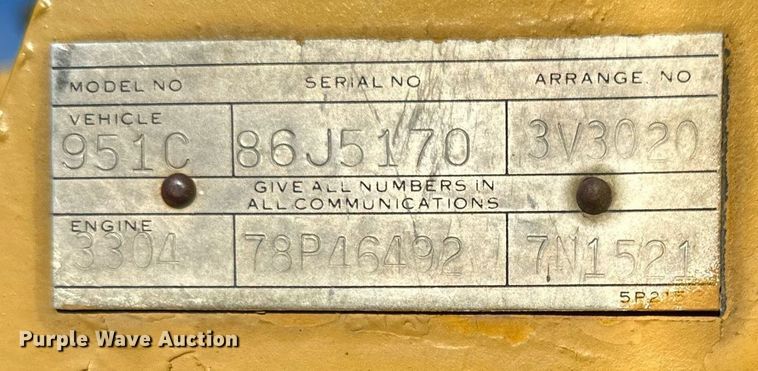 MODEL NO SERIAL NO ARRANGE. NO
VEHICLE
951C 86J5170 3V3020
GIVE ALL NUMBERS IN
ALL COMMUNICATIONS
ENGINE
3304 78P46492 7N1521
Purple Wave Auction